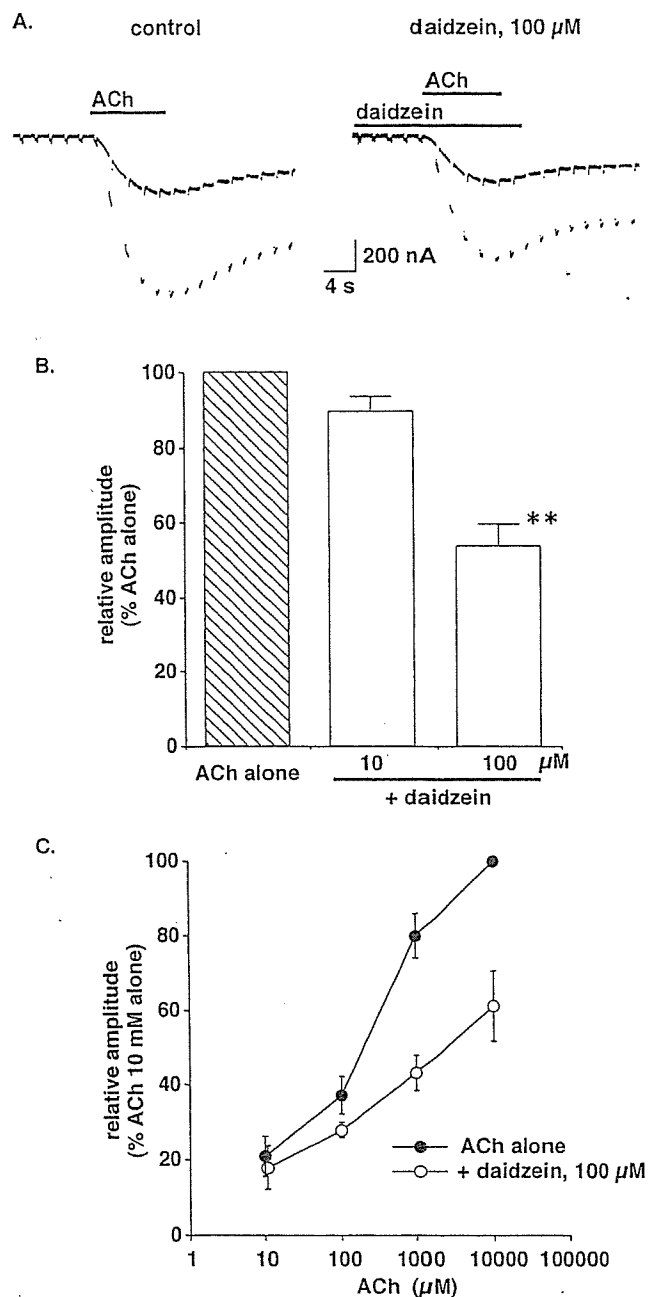 A.
control
daidzein, 100 µM
ACh
ACh
daidzein
200 nA
4 s
B.
relative amplitude
(% ACh alone)
100
80
60
40
20
0
**
ACh alone
10
100
µM
+ daidzein
C.
relative amplitude
(% ACh 10 mM alone)
100
80
60
40
20
0
ACh alone
+ daidzein, 100 µM
1
10
100
1000
10000
100000
ACh (µM)